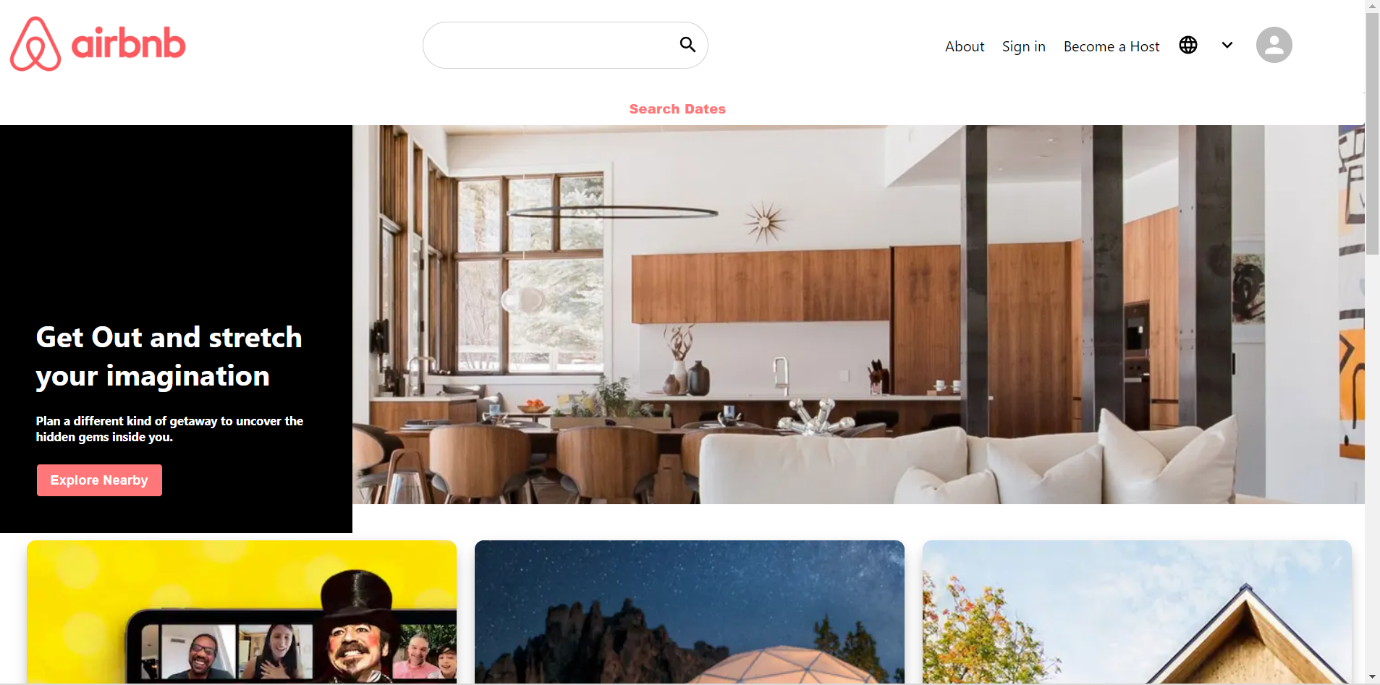 airbnb
About Sign in Become a Host
Search Dates
Get Out and stretch
your imagination
Plan a different kind of getaway to uncover the
hidden gems inside you.
Explore Nearby